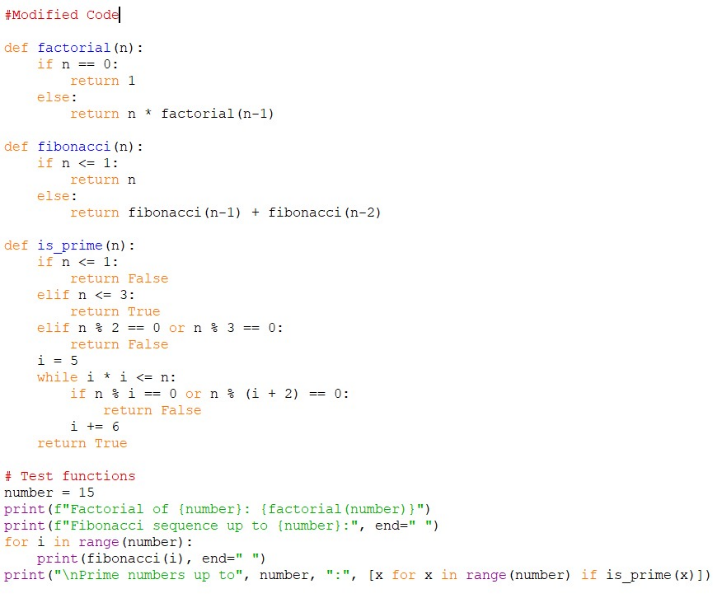 #Modified Code
def factorial(n):
    if n == 0:
        return 1
    else:
        return n * factorial(n-1)
def fibonacci(n):
    if n <= 1:
        return n
    else:
        return fibonacci(n-1) + fibonacci(n-2)
def is_prime(n):
    if n <= 1:
        return False
    elif n <= 3:
        return True
    elif n % 2 == 0 or n % 3 == 0:
        return False
    i = 5
    while i * i <= n:
        if n % i == 0 or n % (i + 2) == 0:
            return False
        i += 6
    return True
# Test functions
number = 15
print(f"Factorial of {number}: {factorial(number)}")
print(f"Fibonacci sequence up to {number}:", end=" ")
for i in range(number):
    print(fibonacci(i), end=" ")
print("\nPrime numbers up to", number, ":", [x for x in range(number) if is_prime(x)])